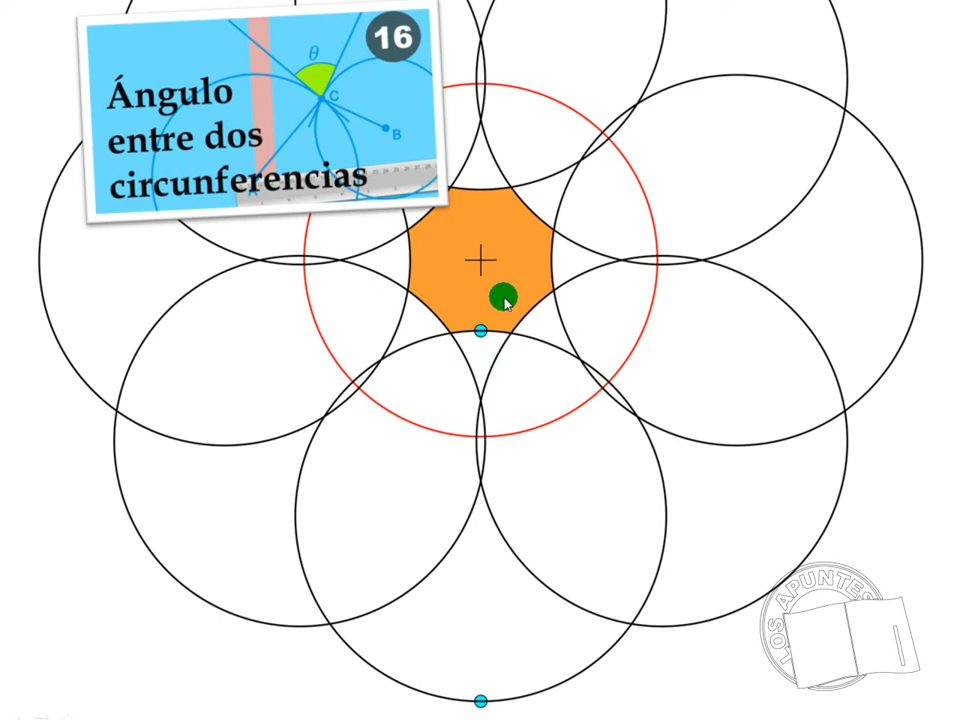 16
θ
C
B
Ángulo
entre dos
circunferencias
A
LOS APUNTES